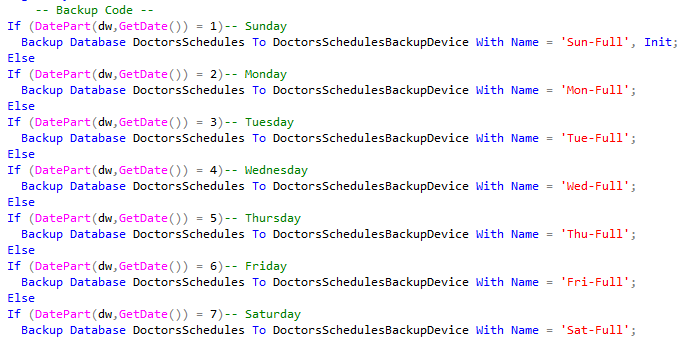 -- Backup Code --
If (DatePart(dw,GetDate()) = 1)-- Sunday
Backup Database DoctorsSchedules To DoctorsSchedulesBackupDevice With Name = 'Sun-Full', Init;
Else
If (DatePart(dw,GetDate()) = 2)-- Monday
Backup Database DoctorsSchedules To DoctorsSchedulesBackupDevice With Name = 'Mon-Full';
Else
If (DatePart(dw,GetDate()) = 3)-- Tuesday
Backup Database DoctorsSchedules To DoctorsSchedulesBackupDevice With Name = 'Tue-Full';
Else
If (DatePart(dw,GetDate()) = 4)-- Wednesday
Backup Database DoctorsSchedules To DoctorsSchedulesBackupDevice With Name = 'Wed-Full';
Else
If (DatePart(dw,GetDate()) = 5)-- Thursday
Backup Database DoctorsSchedules To DoctorsSchedulesBackupDevice With Name = 'Thu-Full';
Else
If (DatePart(dw,GetDate()) = 6)-- Friday
Backup Database DoctorsSchedules To DoctorsSchedulesBackupDevice With Name = 'Fri-Full';
Else
If (DatePart(dw,GetDate()) = 7)-- Saturday
Backup Database DoctorsSchedules To DoctorsSchedulesBackupDevice With Name = 'Sat-Full';